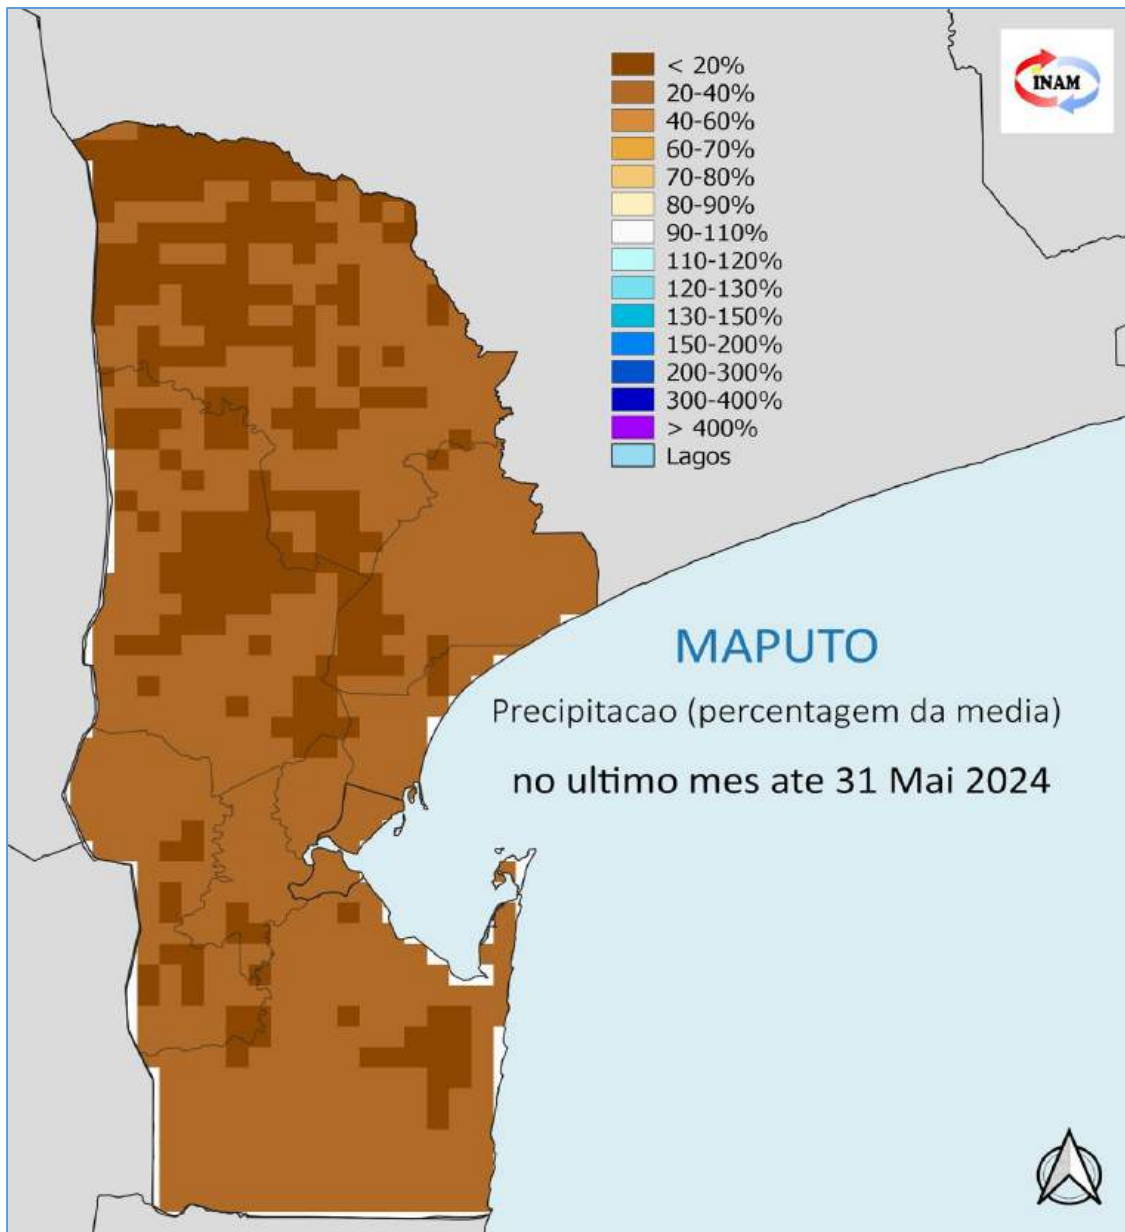 INAM
< 20%
20-40%
40-60%
60-70%
70-80%
80-90%
90-110%
110-120%
120-130%
130-150%
150-200%
200-300%
300-400%
> 400%
Lagos
MAPUTO
Precipitacao (percentagem da media)
no ultimo mes ate 31 Mai 2024